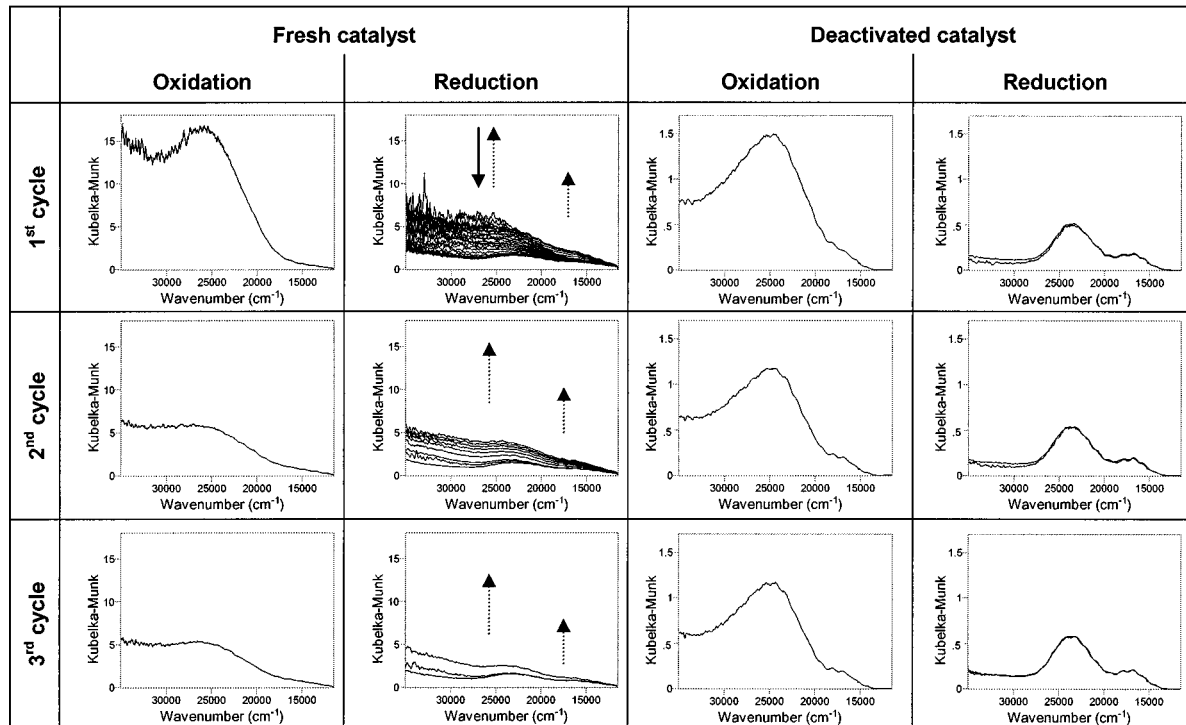 Fresh catalyst
Deactivated catalyst
Oxidation
Reduction
Oxidation
Reduction
1st cycle
Kubelka-Munk
15
10
5
0
30000 25000 20000 15000
Wavenumber (cm-1)
Kubelka-Munk
15
10
5
0
30000 25000 20000 15000
Wavenumber (cm-1)
Kubelka-Munk
1.5
1
.5
0
30000 25000 20000 15000
Wavenumber (cm-1)
Kubelka-Munk
1.5
1
.5
0
30000 25000 20000 15000
Wavenumber (cm-1)
2nd cycle
Kubelka-Munk
15
10
5
0
30000 25000 20000 15000
Wavenumber (cm-1)
Kubelka-Munk
15
10
5
0
30000 25000 20000 15000
Wavenumber (cm-1)
Kubelka-Munk
1.5
1
.5
0
30000 25000 20000 15000
Wavenumber (cm-1)
Kubelka-Munk
1.5
1
.5
0
30000 25000 20000 15000
Wavenumber (cm-1)
3rd cycle
Kubelka-Munk
15
10
5
0
30000 25000 20000 15000
Wavenumber (cm-1)
Kubelka-Munk
15
10
5
0
30000 25000 20000 15000
Wavenumber (cm-1)
Kubelka-Munk
1.5
1
.5
0
30000 25000 20000 15000
Wavenumber (cm-1)
Kubelka-Munk
1.5
1
.5
0
30000 25000 20000 15000
Wavenumber (cm-1)